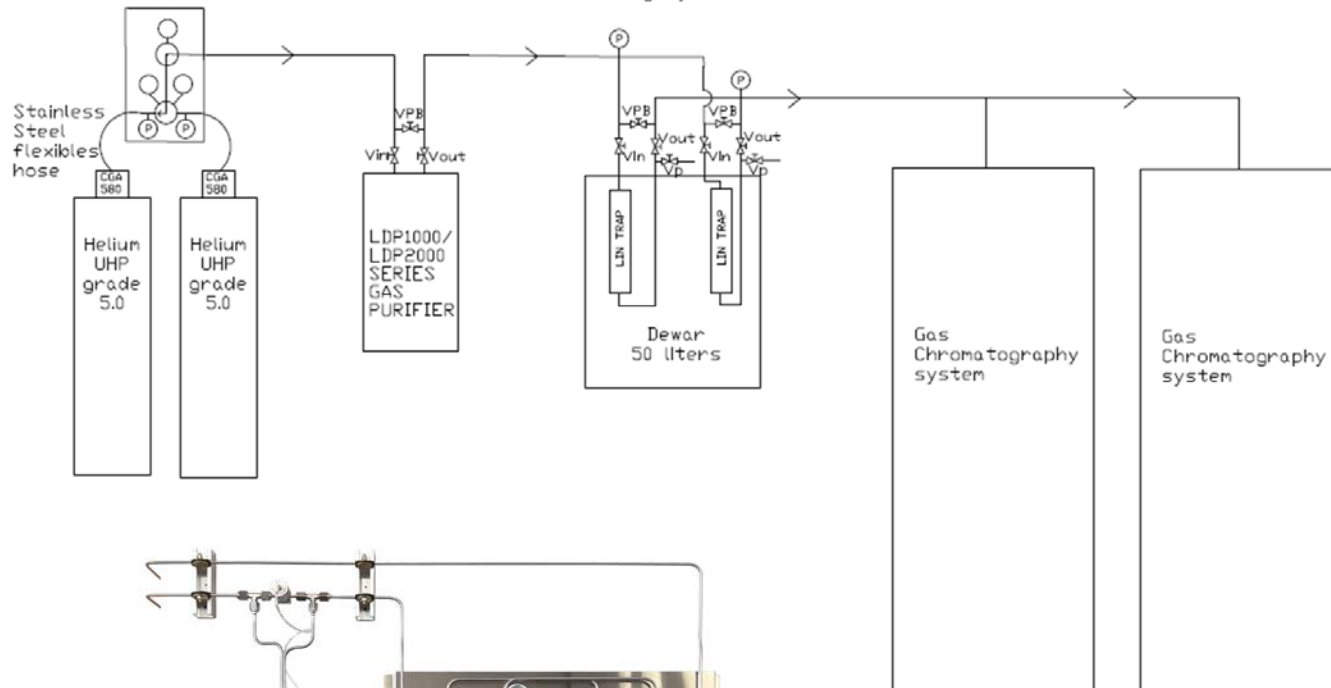 Stainless
Steel
flexibles
hose
P
P
CGA
580
CGA
580
Helium
UHP
grade
5.0
Helium
UHP
grade
5.0
VPB
Vin
Vout
LDP1000/
LDP2000
SERIES
GAS
PURIFIER
P
P
VPB
VPB
Vout
Vout
Vin
Vin
Vp
Vp
LIN TRAP
LIN TRAP
Dewar
50 liters
Gas
Chromatography
system
Gas
Chromatography
system